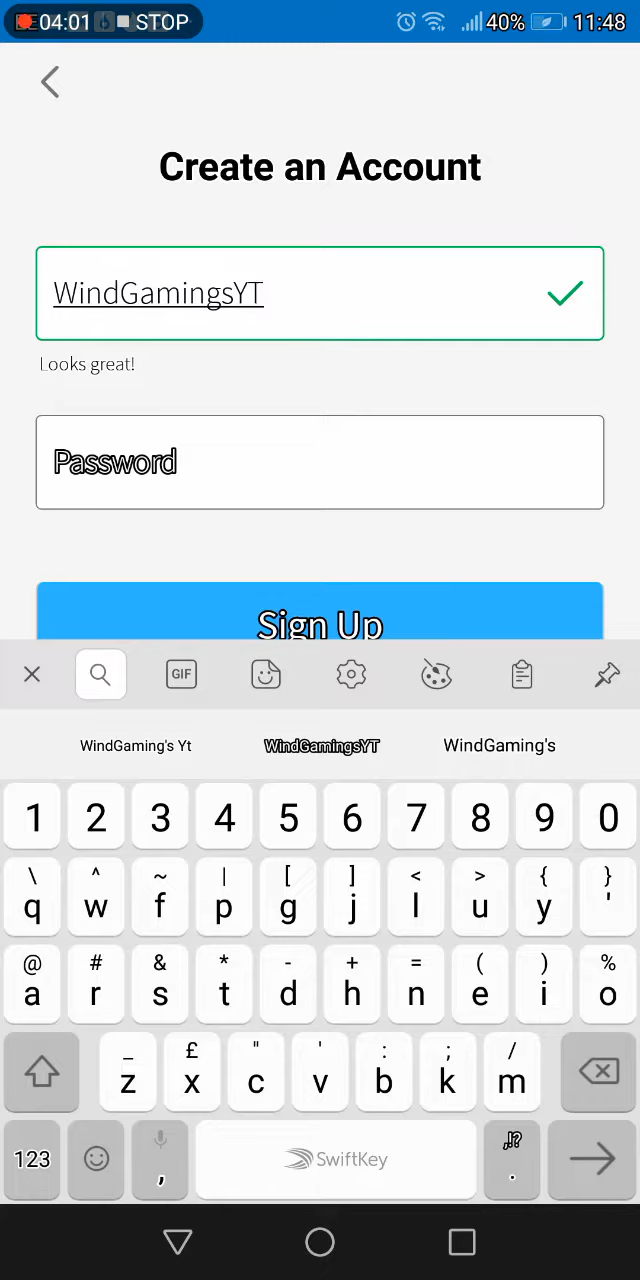 04:01 STOP 40% 11:48
Create an Account
WindGamingsYT
Looks great!
Password
Sign Up
GIF
WindGaming's Yt WindGamingsYT WindGaming's
1 2 3 4 5 6 7 8 9 0
\ ^ ~ | [ ] < > { }
q w f p g j l u y '
@ # & * - + = ( ) %
a r s t d h n e i o
_ £ " ' : ; /
z x c v b k m
123 , SwiftKey ,!? .